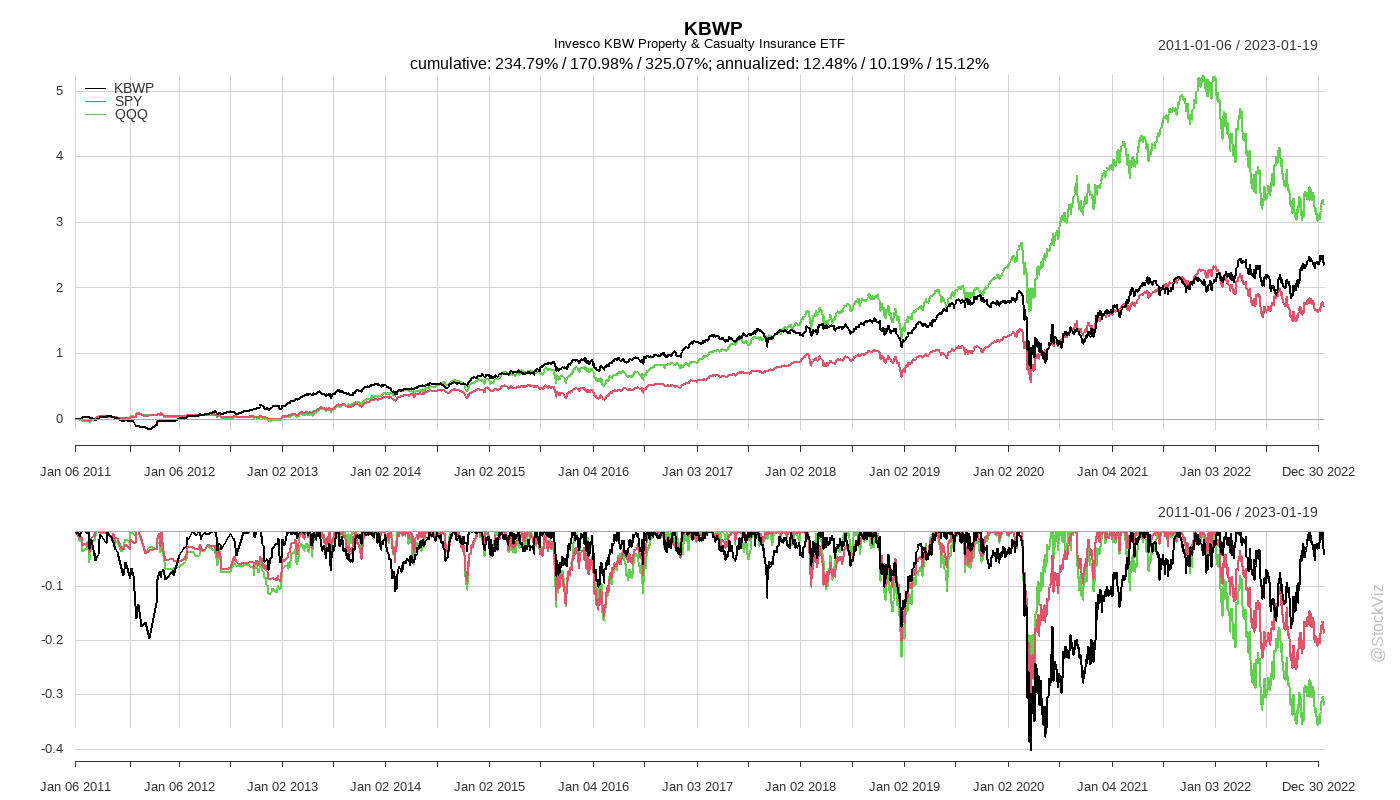 KBWP
Invesco KBW Property & Casualty Insurance ETF
2011-01-06 / 2023-01-19
cumulative: 234.79% / 170.98% / 325.07%; annualized: 12.48% / 10.19% / 15.12%
KBWP
SPY
QQQ
5
4
3
2
1
0
Jan 06 2011 Jan 06 2012 Jan 02 2013 Jan 02 2014 Jan 02 2015 Jan 04 2016 Jan 03 2017 Jan 02 2018 Jan 02 2019 Jan 02 2020 Jan 04 2021 Jan 03 2022 Dec 30 2022
2011-01-06 / 2023-01-19
-0.1
-0.2
-0.3
-0.4
Jan 06 2011 Jan 06 2012 Jan 02 2013 Jan 02 2014 Jan 02 2015 Jan 04 2016 Jan 03 2017 Jan 02 2018 Jan 02 2019 Jan 02 2020 Jan 04 2021 Jan 03 2022 Dec 30 2022
@StockViz